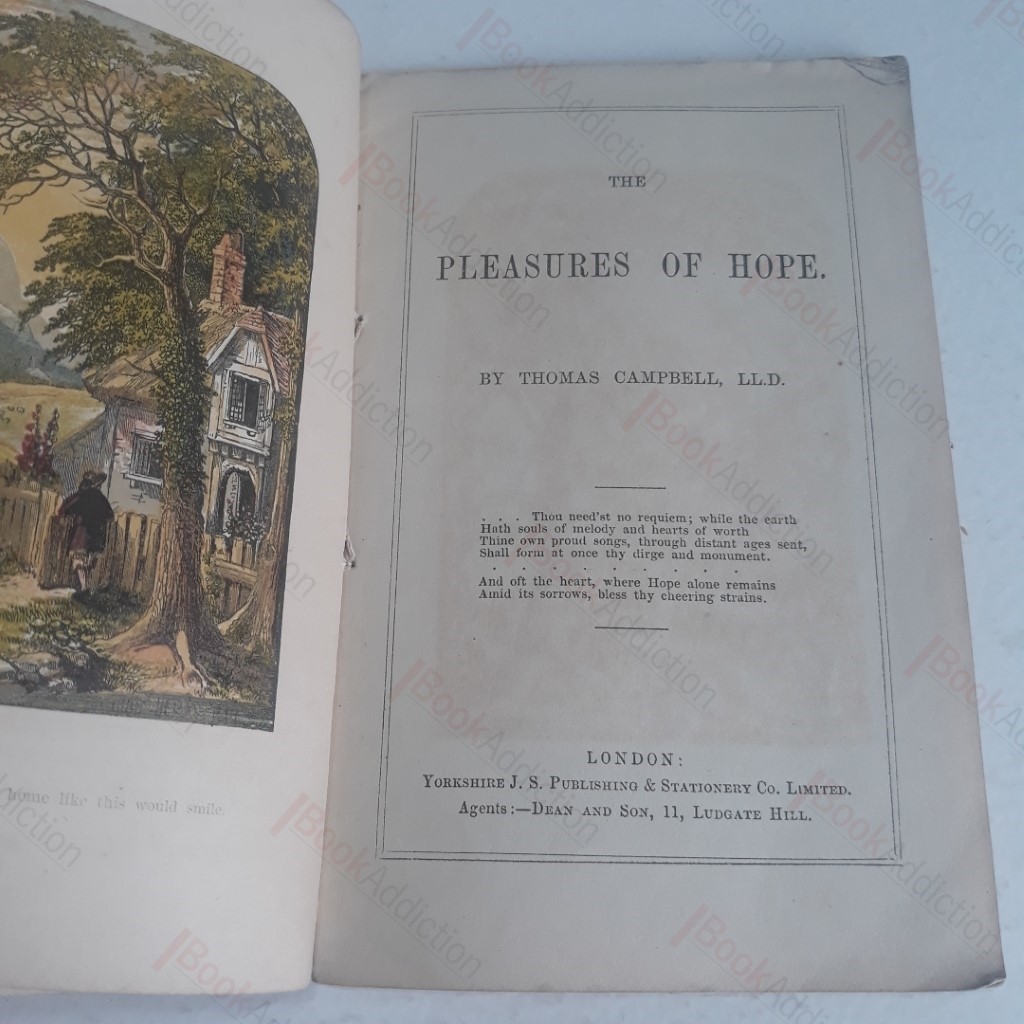 home like this would smile.
THE
PLEASURES OF HOPE.
BY THOMAS CAMPBELL, LL.D.
. . . Thou need'st no requiem; while the earth
Hath souls of melody and hearts of worth
Thine own proud songs, through distant ages sent,
Shall form at once thy dirge and monument.
. . . . . . . . .
And oft the heart, where Hope alone remains
Amid its sorrows, bless thy cheering strains.
LONDON:
YORKSHIRE J. S. PUBLISHING & STATIONERY CO. LIMITED.
Agents:—DEAN AND SON, 11, LUDGATE HILL.
BookAddiction